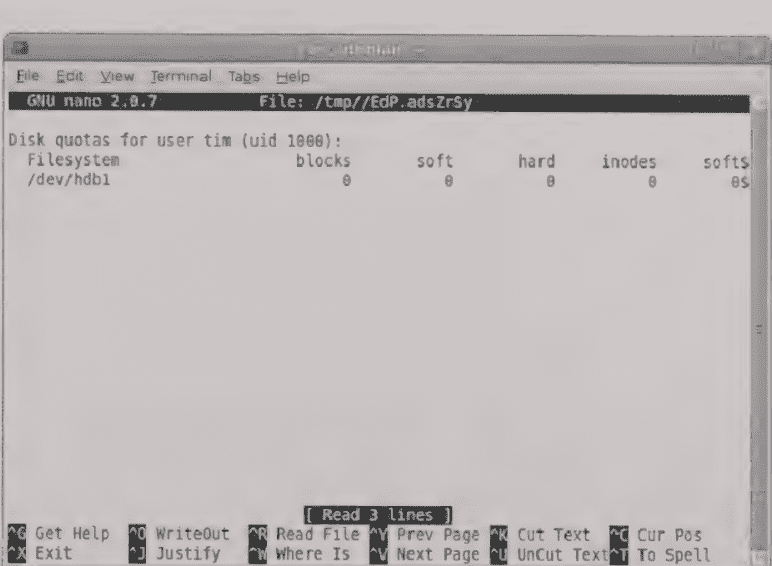 File Edit View Terminal Tabs Help
GNU nano 2.0.7 File: /tmp//EdP.adsZrSy
Disk quotas for user tim (uid 1000):
Filesystem blocks soft hard inodes soft$
/dev/hdb1 0 0 0 0 0$
[ Read 3 lines ]
^G Get Help ^O WriteOut ^R Read File ^Y Prev Page ^K Cut Text ^C Cur Pos
^X Exit ^J Justify ^W Where Is ^V Next Page ^U UnCut Text ^T To Spell